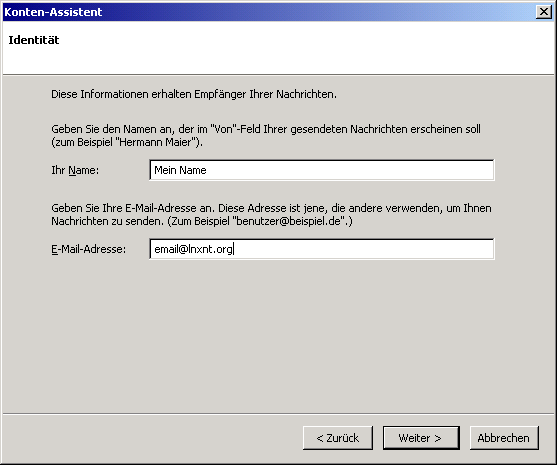 Konten-Assistent
Identität
Diese Informationen erhalten Empfänger Ihrer Nachrichten.
Geben Sie den Namen an, der im "Von"-Feld Ihrer gesendeten Nachrichten erscheinen soll
(zum Beispiel "Hermann Maier").
Ihr Name: Mein Name
Geben Sie Ihre E-Mail-Adresse an. Diese Adresse ist jene, die andere verwenden, um Ihnen
Nachrichten zu senden. (Zum Beispiel "benutzer@beispiel.de".)
E-Mail-Adresse: email@lnxnt.org
< Zurück Weiter > Abbrechen